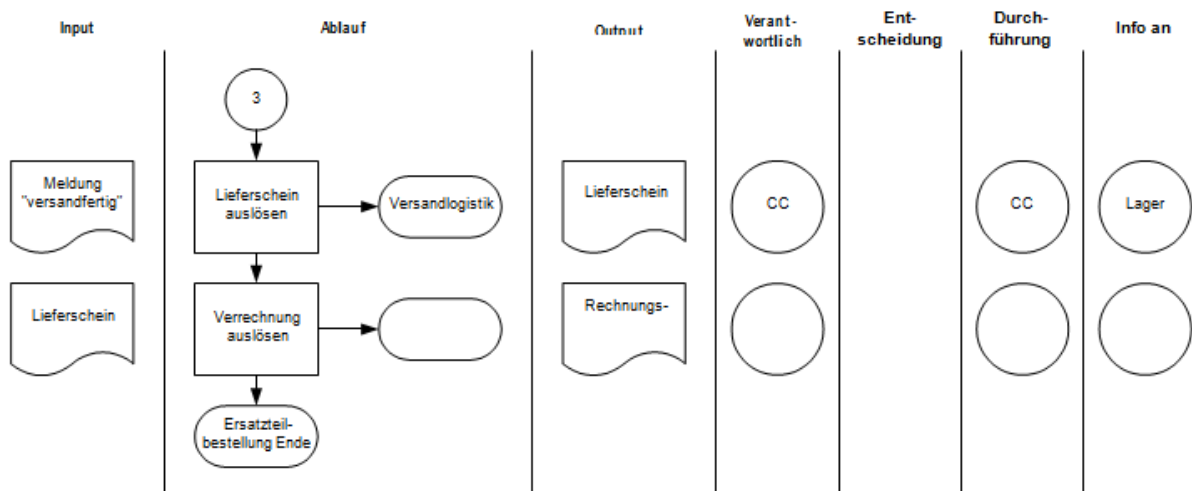 Input
Ablauf
Output
Verant-
wortlich
Ent-
scheidung
Durch-
führung
Info an
3
Meldung
"versandfertig"
Lieferschein
auslösen
Versandlogistik
Lieferschein
CC
CC
Lager
Lieferschein
Verrechnung
auslösen
Rechnungs-
Ersatzteil-
bestellung Ende